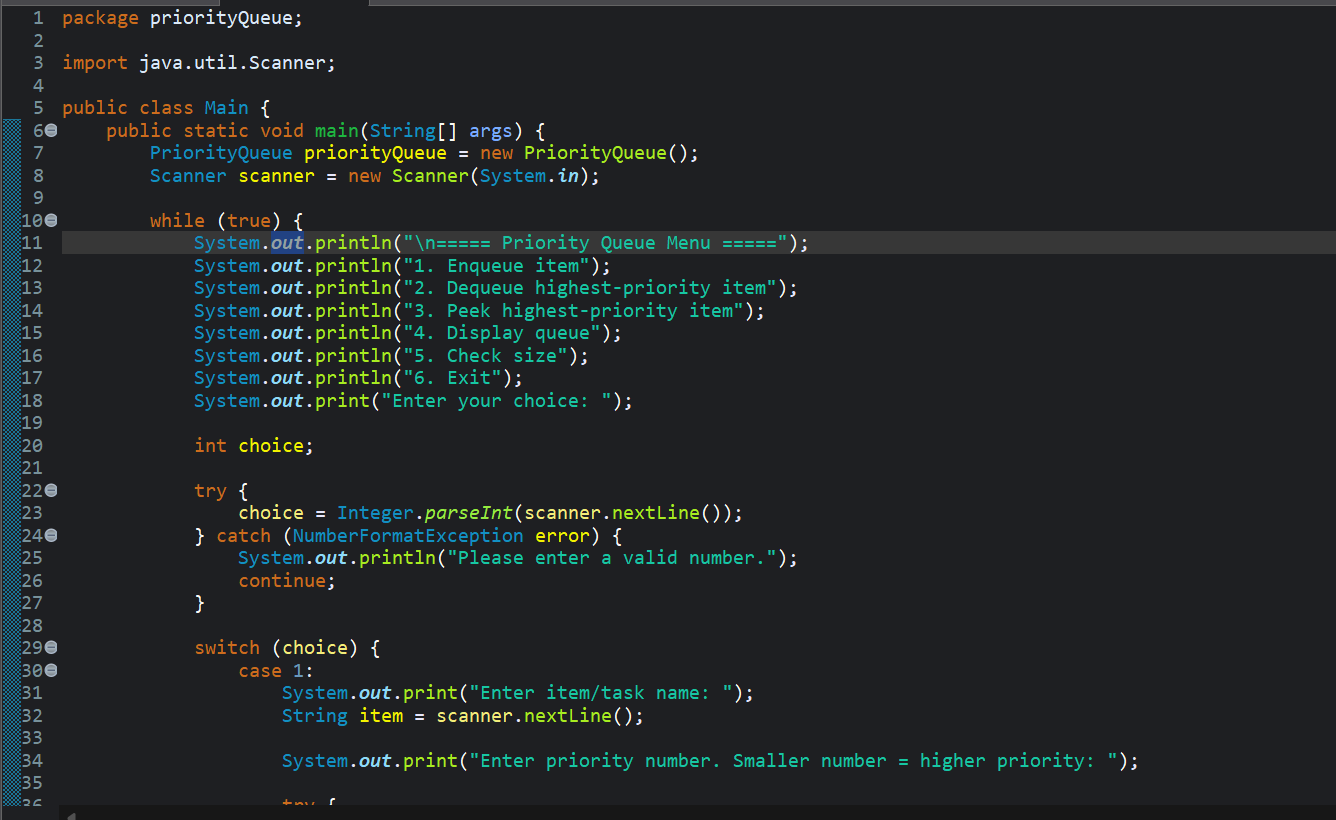 1 package priorityQueue;
2
3 import java.util.Scanner;
4
5 public class Main {
6 public static void main(String[] args) {
7 PriorityQueue priorityQueue = new PriorityQueue();
8 Scanner scanner = new Scanner(System.in);
9
10 while (true) {
11 System.out.println("\n===== Priority Queue Menu =====");
12 System.out.println("1. Enqueue item");
13 System.out.println("2. Dequeue highest-priority item");
14 System.out.println("3. Peek highest-priority item");
15 System.out.println("4. Display queue");
16 System.out.println("5. Check size");
17 System.out.println("6. Exit");
18 System.out.print("Enter your choice: ");
19
20 int choice;
21
22 try {
23 choice = Integer.parseInt(scanner.nextLine());
24 } catch (NumberFormatException error) {
25 System.out.println("Please enter a valid number.");
26 continue;
27 }
28
29 switch (choice) {
30 case 1:
31 System.out.print("Enter item/task name: ");
32 String item = scanner.nextLine();
33
34 System.out.print("Enter priority number. Smaller number = higher priority: ");
35
36 try {